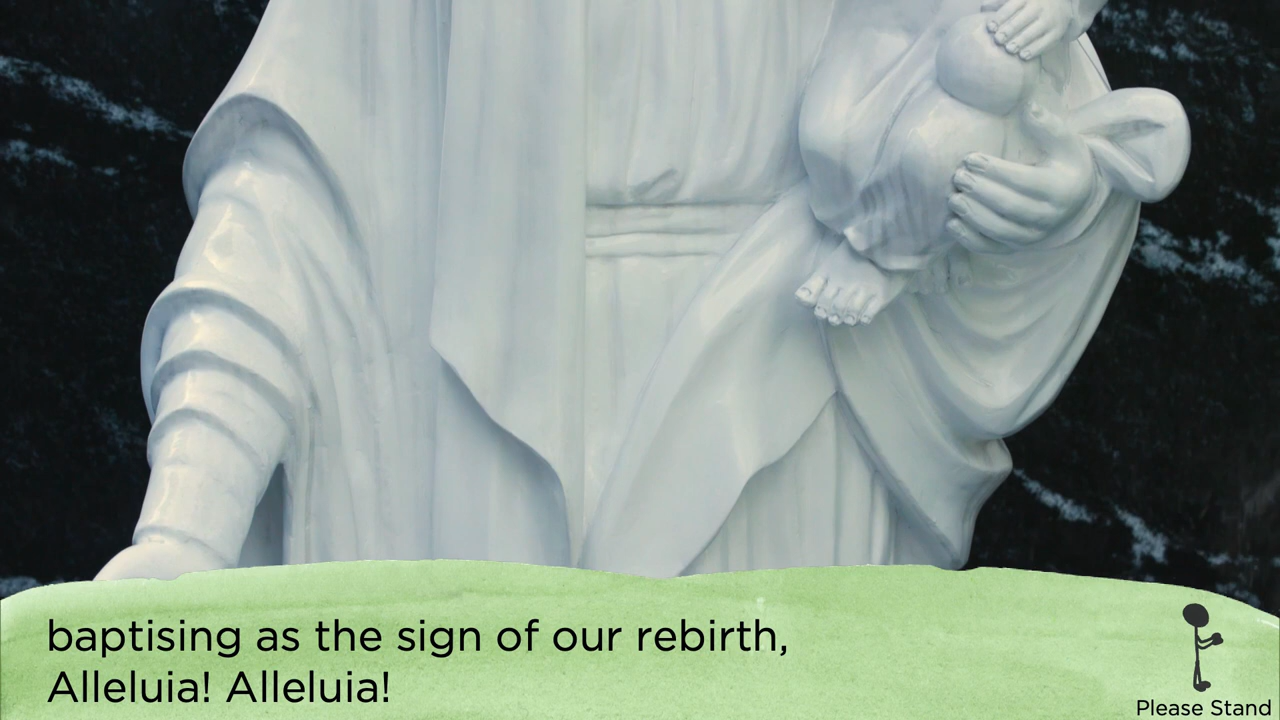 baptising as the sign of our rebirth,
Alleluia! Alleluia!
Please Stand